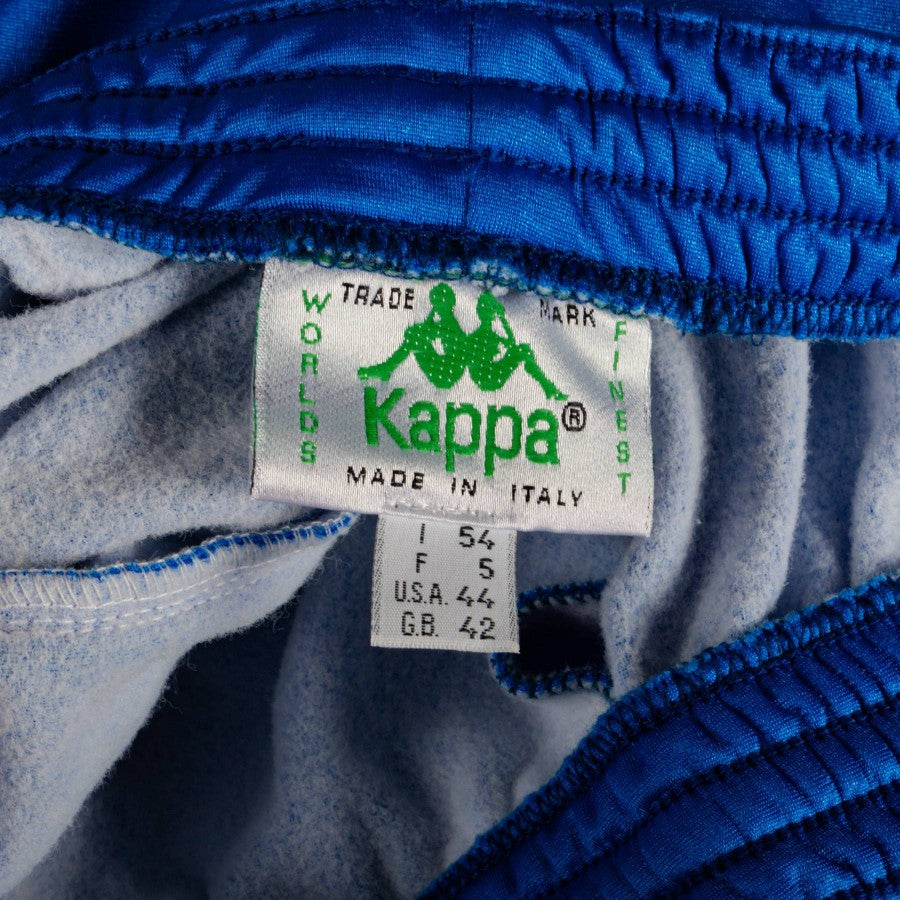 TRADE MARK
WORLDS
FINEST
Kappa®
MADE IN ITALY
I 54
F 5
U.S.A. 44
G.B. 42